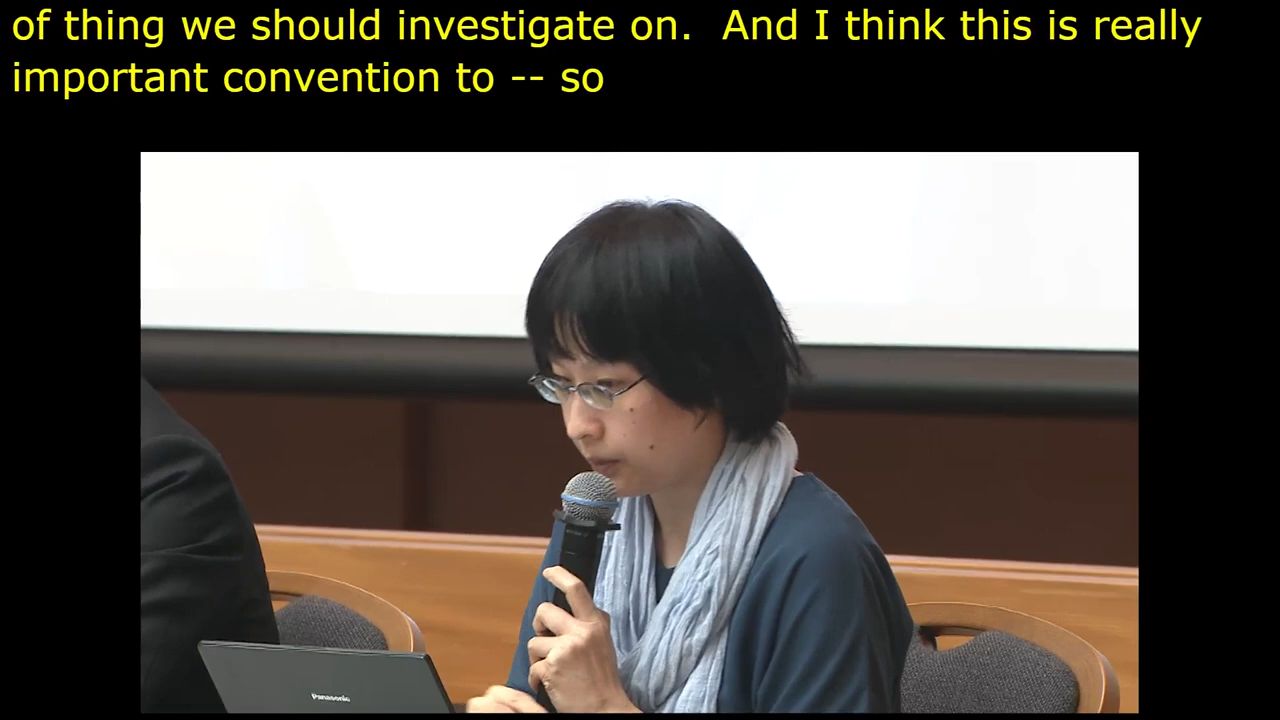 of thing we should investigate on.  And I think this is really
important convention to -- so
Panasonic